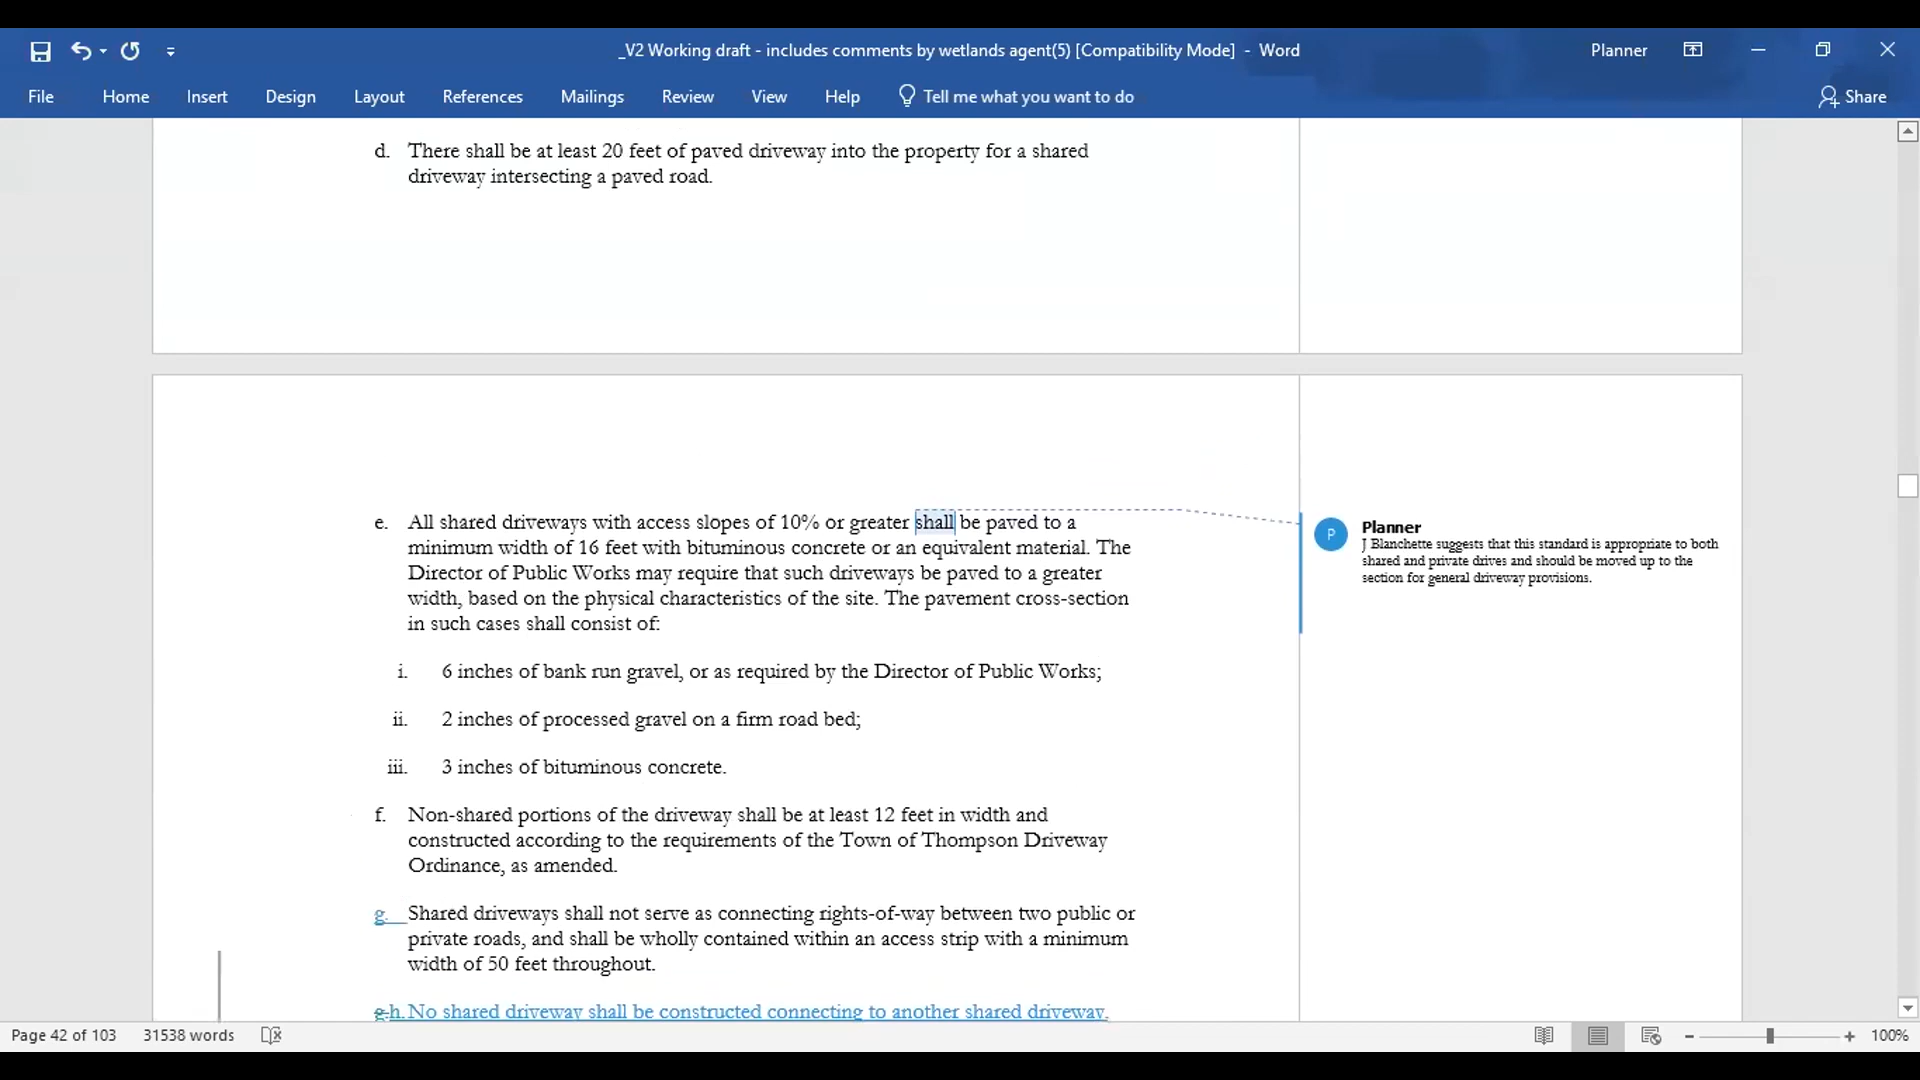 _V2 Working draft - includes comments by wetlands agent(5) [Compatibility Mode] - Word
Planner
File Home Insert Design Layout References Mailings Review View Help Tell me what you want to do Share
d. There shall be at least 20 feet of paved driveway into the property for a shared
driveway intersecting a paved road.
e. All shared driveways with access slopes of 10% or greater shall be paved to a
minimum width of 16 feet with bituminous concrete or an equivalent material. The
Director of Public Works may require that such driveways be paved to a greater
width, based on the physical characteristics of the site. The pavement cross-section
in such cases shall consist of:
P
Planner
J Blanchette suggests that this standard is appropriate to both
shared and private drives and should be moved up to the
section for general driveway provisions.
i. 6 inches of bank run gravel, or as required by the Director of Public Works;
ii. 2 inches of processed gravel on a firm road bed;
iii. 3 inches of bituminous concrete.
f. Non-shared portions of the driveway shall be at least 12 feet in width and
constructed according to the requirements of the Town of Thompson Driveway
Ordinance, as amended.
g. Shared driveways shall not serve as connecting rights-of-way between two public or
private roads, and shall be wholly contained within an access strip with a minimum
width of 50 feet throughout.
g.h. No shared driveway shall be constructed connecting to another shared driveway.
Page 42 of 103 31538 words 100%